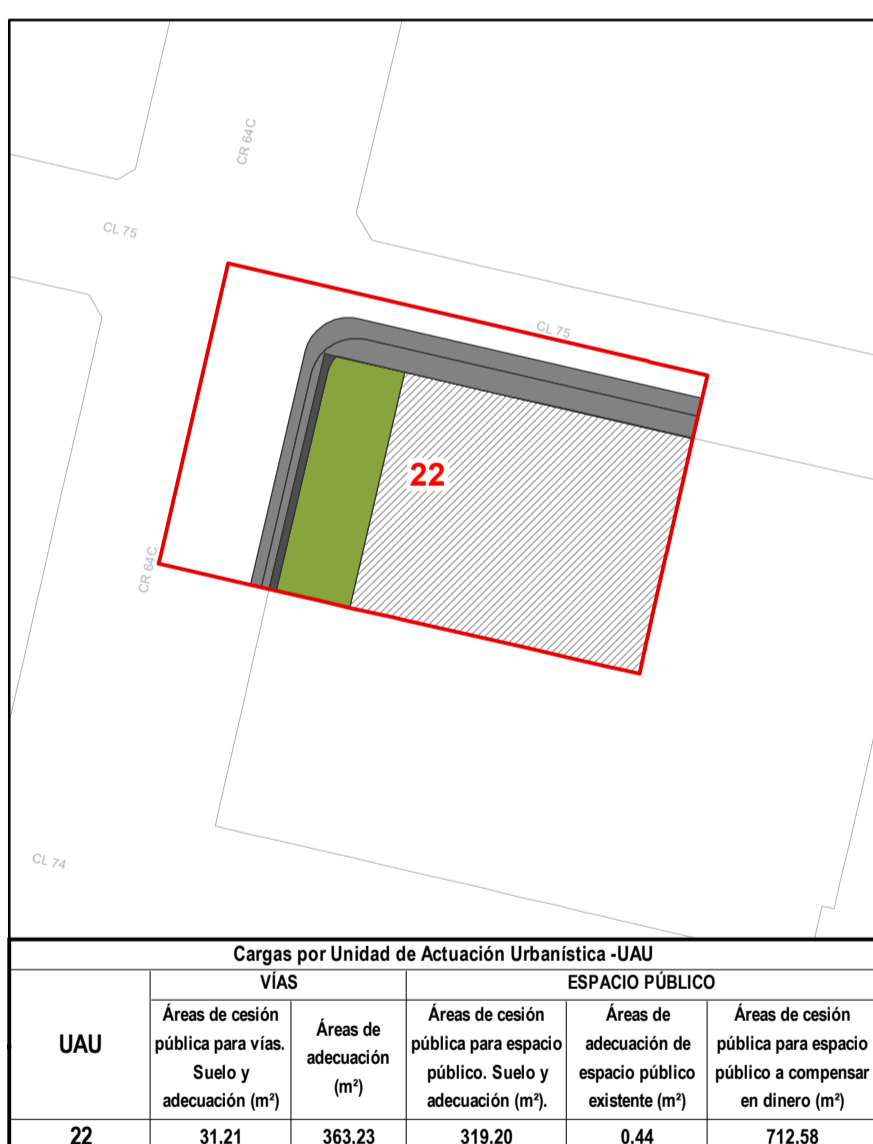 CR 64C
CL 75
CL 75
22
CR 64C
CL 74
Cargas por Unidad de Actuación Urbanística -UAU
VÍAS
ESPACIO PÚBLICO
UAU
Áreas de cesión
pública para vías.
Suelo y
adecuación (m²)
Áreas de
adecuación
(m²)
Áreas de cesión
pública para espacio
público. Suelo y
adecuación (m²).
Áreas de
adecuación de
espacio público
existente (m²)
Áreas de cesión
pública para espacio
público a compensar
en dinero (m²)
22
31,21
363,23
319,20
0,44
712,58